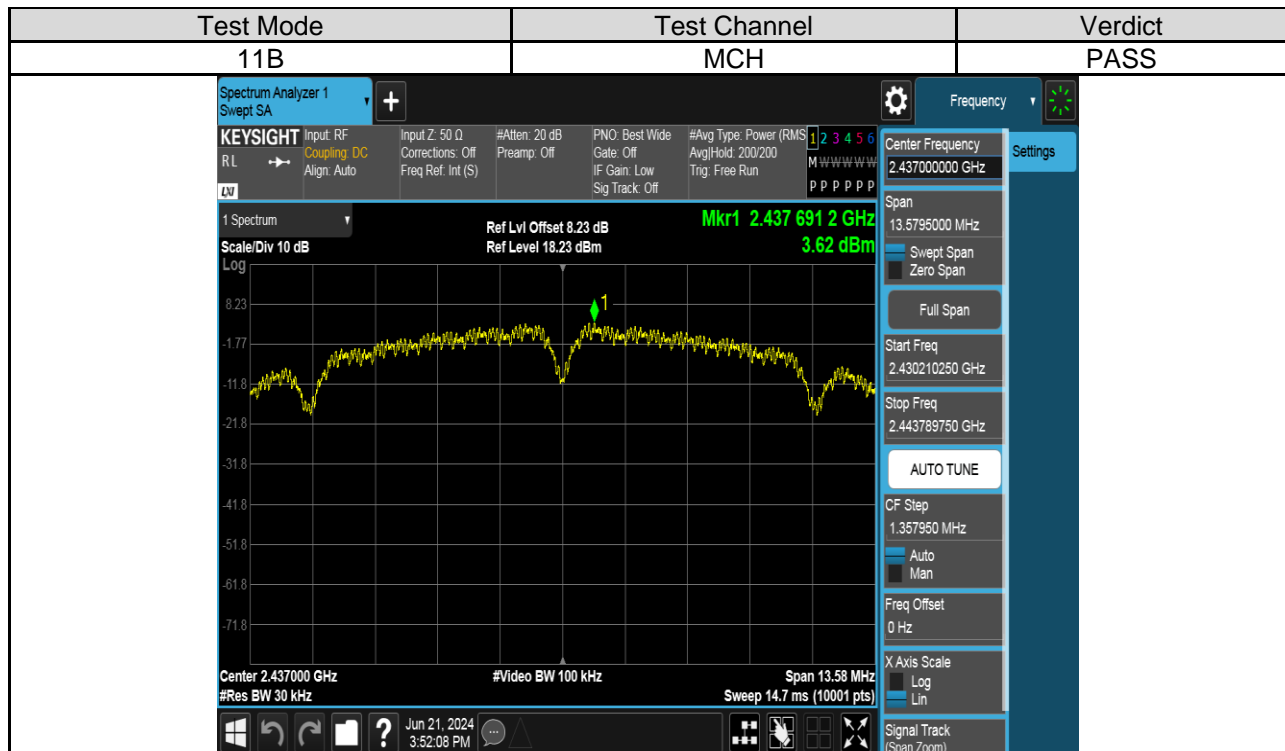 Test Mode Test Channel Verdict
11B MCH PASS
Spectrum Analyzer 1
Swept SA
Frequency
KEYSIGHT Input: RF Input Z: 50 Ω #Atten: 20 dB PNO: Best Wide #Avg Type: Power (RMS 1 2 3 4 5 6
RL Coupling: DC Corrections: Off Preamp: Off Gate: Off Avg|Hold: 200/200 M W W W W W
Align: Auto Freq Ref: Int (S) IF Gain: Low Trig: Free Run
LXI Sig Track: Off P P P P P P
1 Spectrum
Ref Lvl Offset 8.23 dB Mkr1 2.437 691 2 GHz
Scale/Div 10 dB Ref Level 18.23 dBm 3.62 dBm
Log
1
8.23
-1.77
-11.8
-21.8
-31.8
-41.8
-51.8
-61.8
-71.8
Center 2.437000 GHz #Video BW 100 kHz Span 13.58 MHz
#Res BW 30 kHz Sweep 14.7 ms (10001 pts)
Jun 21, 2024
3:52:08 PM
Center Frequency
2.437000000 GHz
Settings
Span
13.5795000 MHz
Swept Span
Zero Span
Full Span
Start Freq
2.430210250 GHz
Stop Freq
2.443789750 GHz
AUTO TUNE
CF Step
1.357950 MHz
Auto
Man
Freq Offset
0 Hz
X Axis Scale
Log
Lin
Signal Track
(Span Zoom)